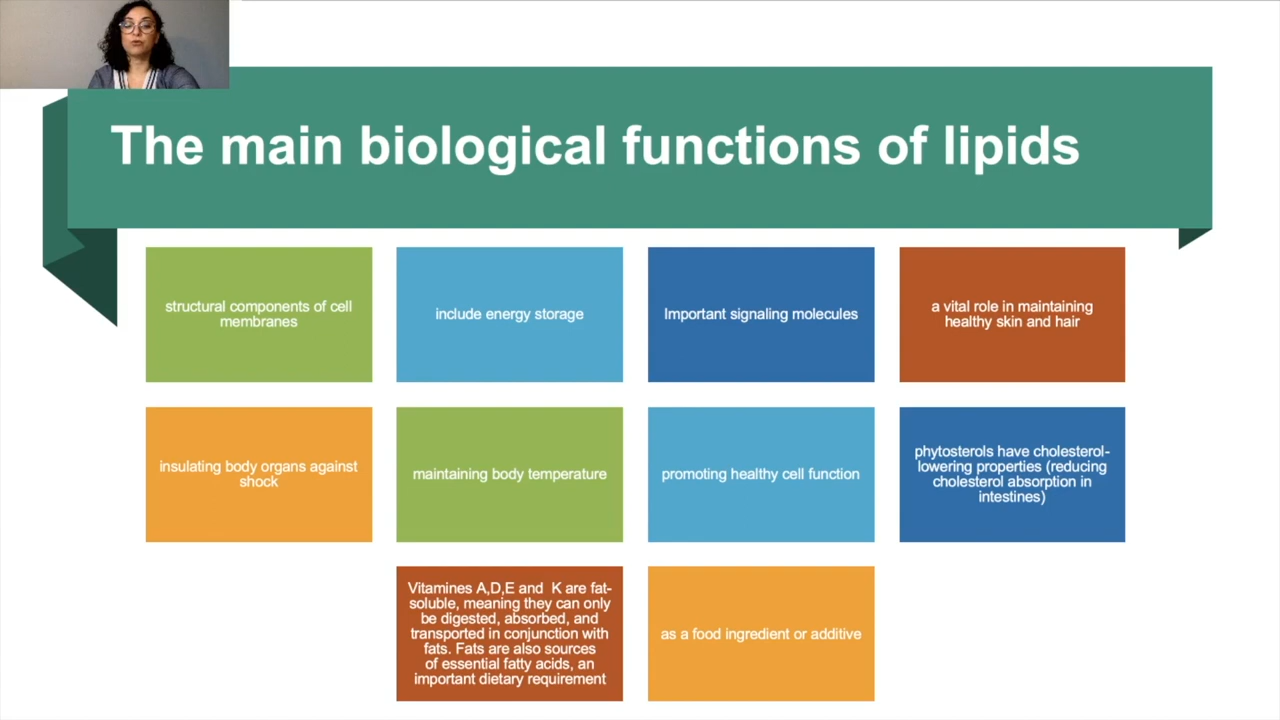 The main biological functions of lipids
structural components of cell
membranes
include energy storage
Important signaling molecules
a vital role in maintaining
healthy skin and hair
insulating body organs against
shock
maintaining body temperature
promoting healthy cell function
phytosterols have cholesterol-
lowering properties (reducing
cholesterol absorption in
intestines)
Vitamines A,D,E and  K are fat-
soluble, meaning they can only
be digested, absorbed, and
transported in conjunction with
fats. Fats are also sources
of essential fatty acids, an
important dietary requirement
as a food ingredient or additive